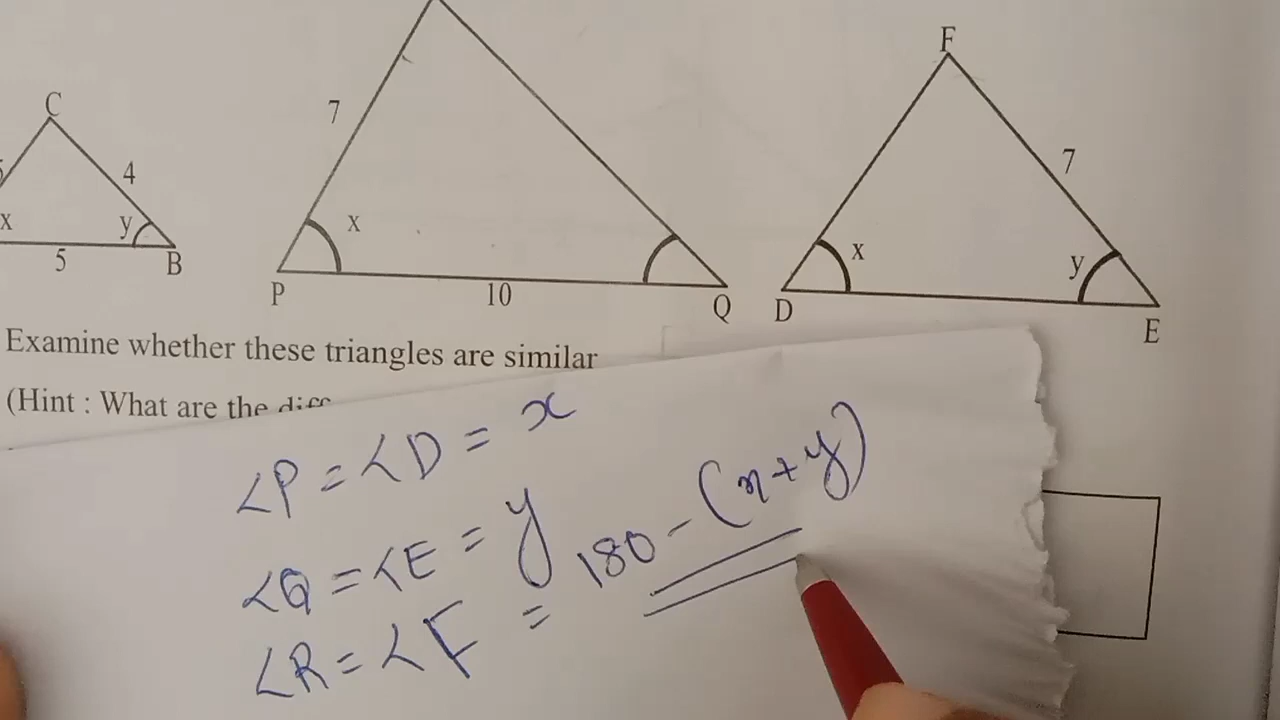 C
4
x
y
5
B
7
x
P
10
Q
F
7
x
y
D
E
Examine whether these triangles are similar
(Hint : What are the
∠P = ∠D = x
∠Q = ∠E = y
∠R = ∠F = 180 - (x + y)